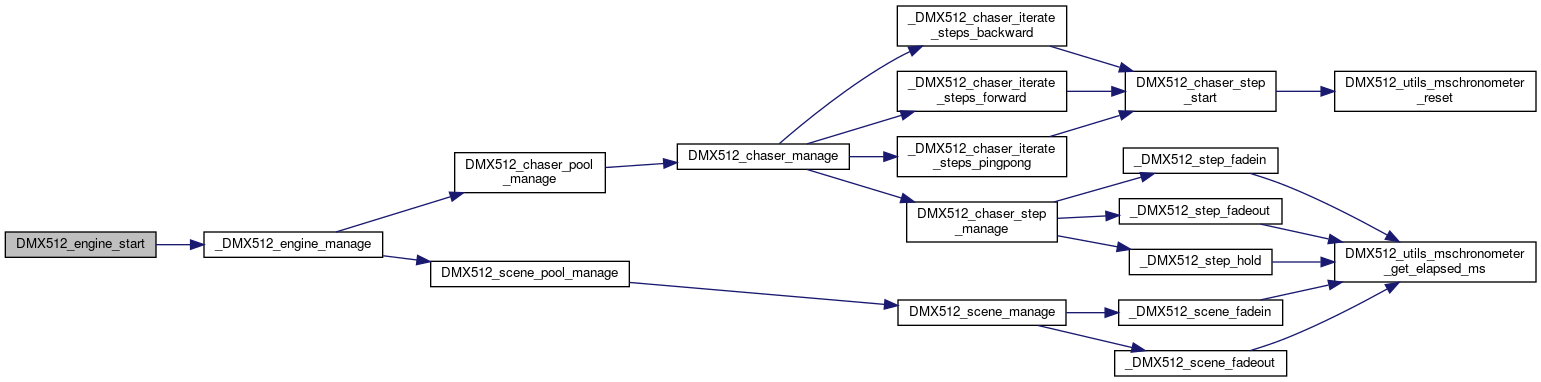 DMX512_engine_start
_DMX512_engine_manage
DMX512_chaser_pool
_manage
DMX512_scene_pool_manage
DMX512_chaser_manage
_DMX512_chaser_iterate
_steps_backward
_DMX512_chaser_iterate
_steps_forward
_DMX512_chaser_iterate
_steps_pingpong
DMX512_chaser_step
_manage
DMX512_scene_manage
DMX512_chaser_step
_start
_DMX512_step_fadein
_DMX512_step_fadeout
_DMX512_step_hold
_DMX512_scene_fadein
_DMX512_scene_fadeout
DMX512_utils_mschronometer
_reset
DMX512_utils_mschronometer
_get_elapsed_ms